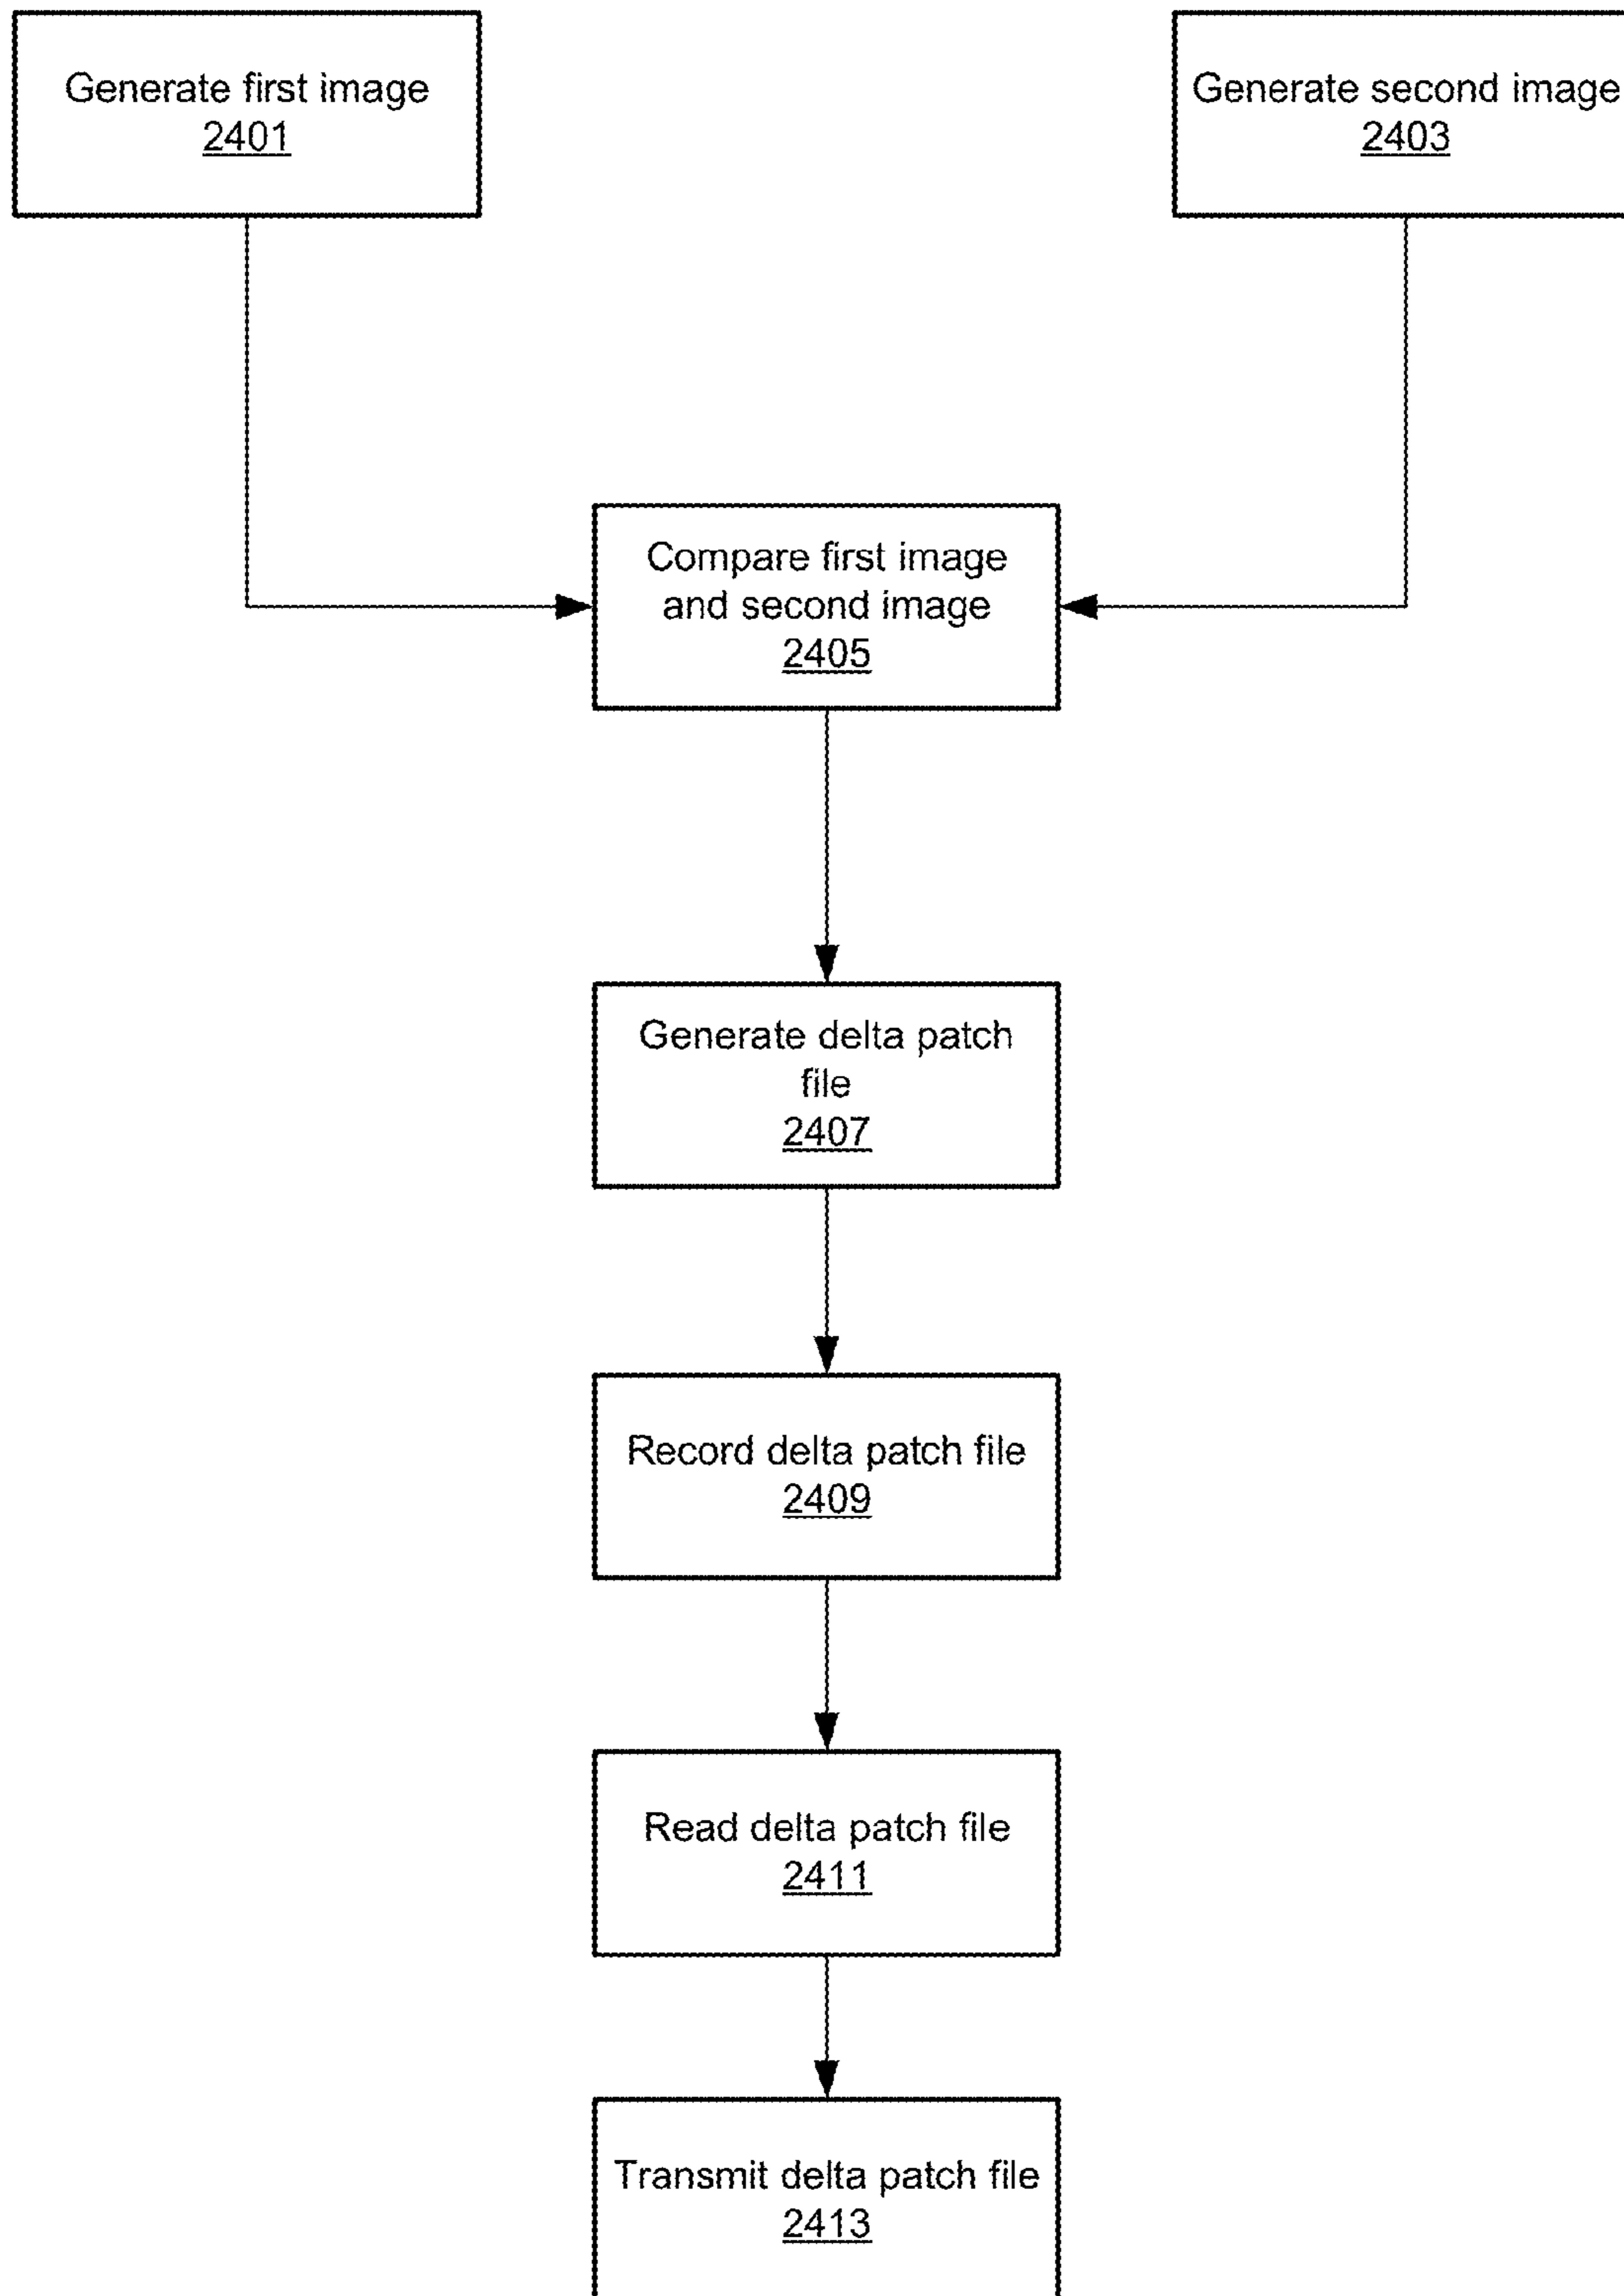 Generate first image
2401
Generate second image
2403
Compare first image
and second image
2405
Generate delta patch
file
2407
Record delta patch file
2409
Read delta patch file
2411
Transmit delta patch file
2413